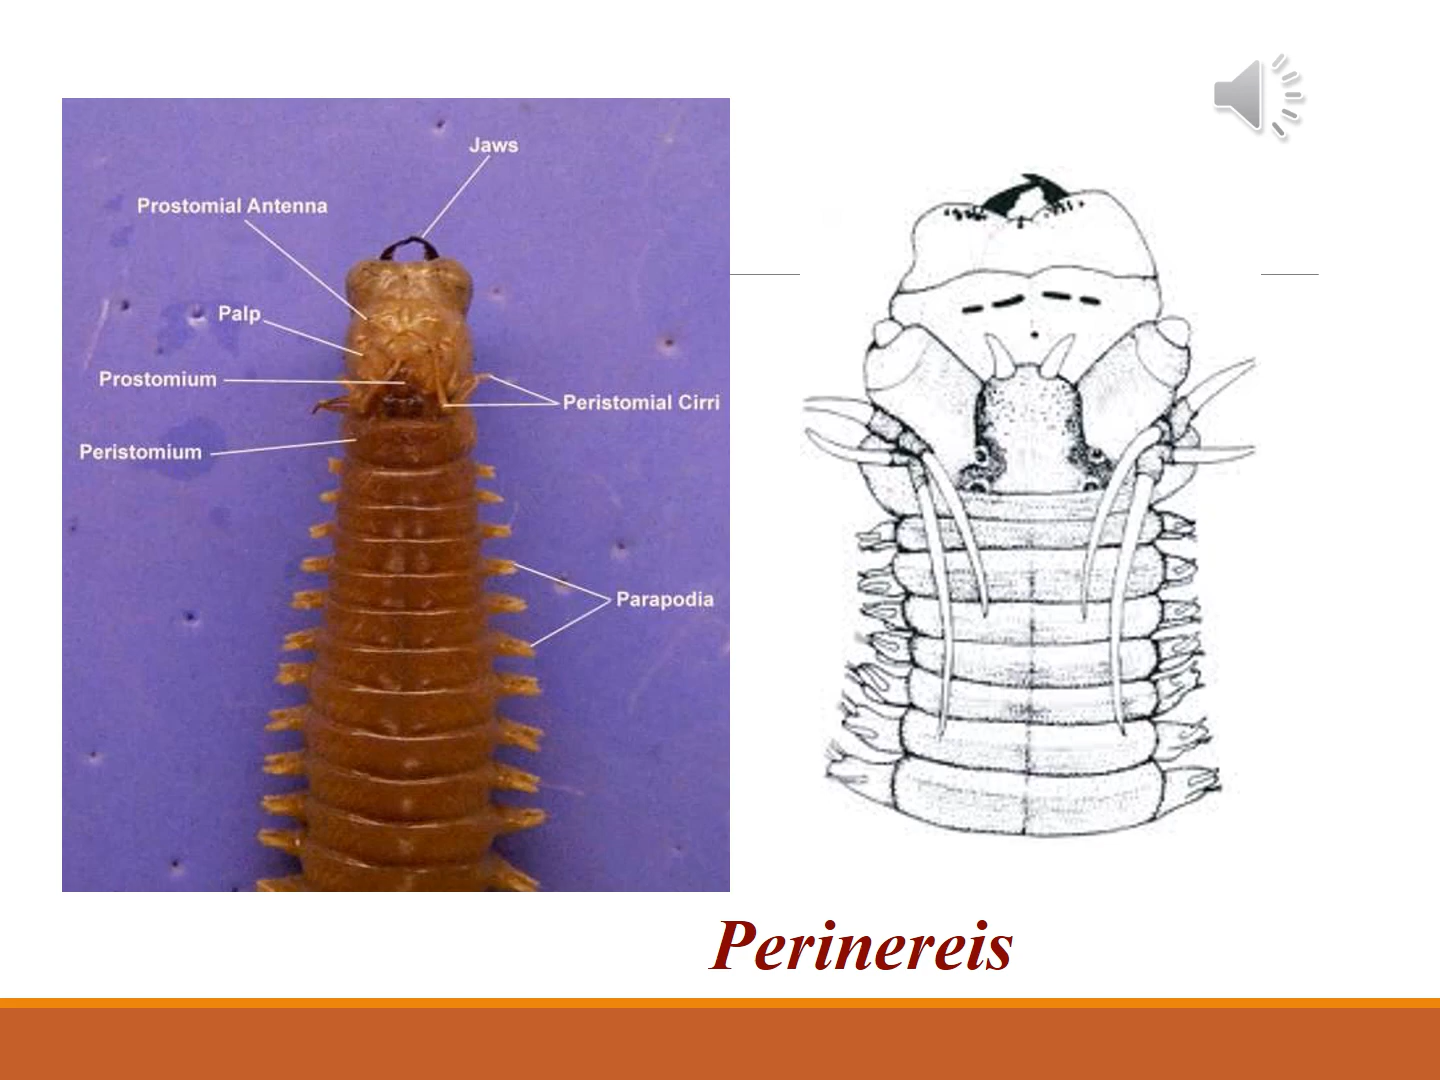 Jaws
Prostomial Antenna
Palp
Prostomium
Peristomial Cirri
Peristomium
Parapodia
Perinereis